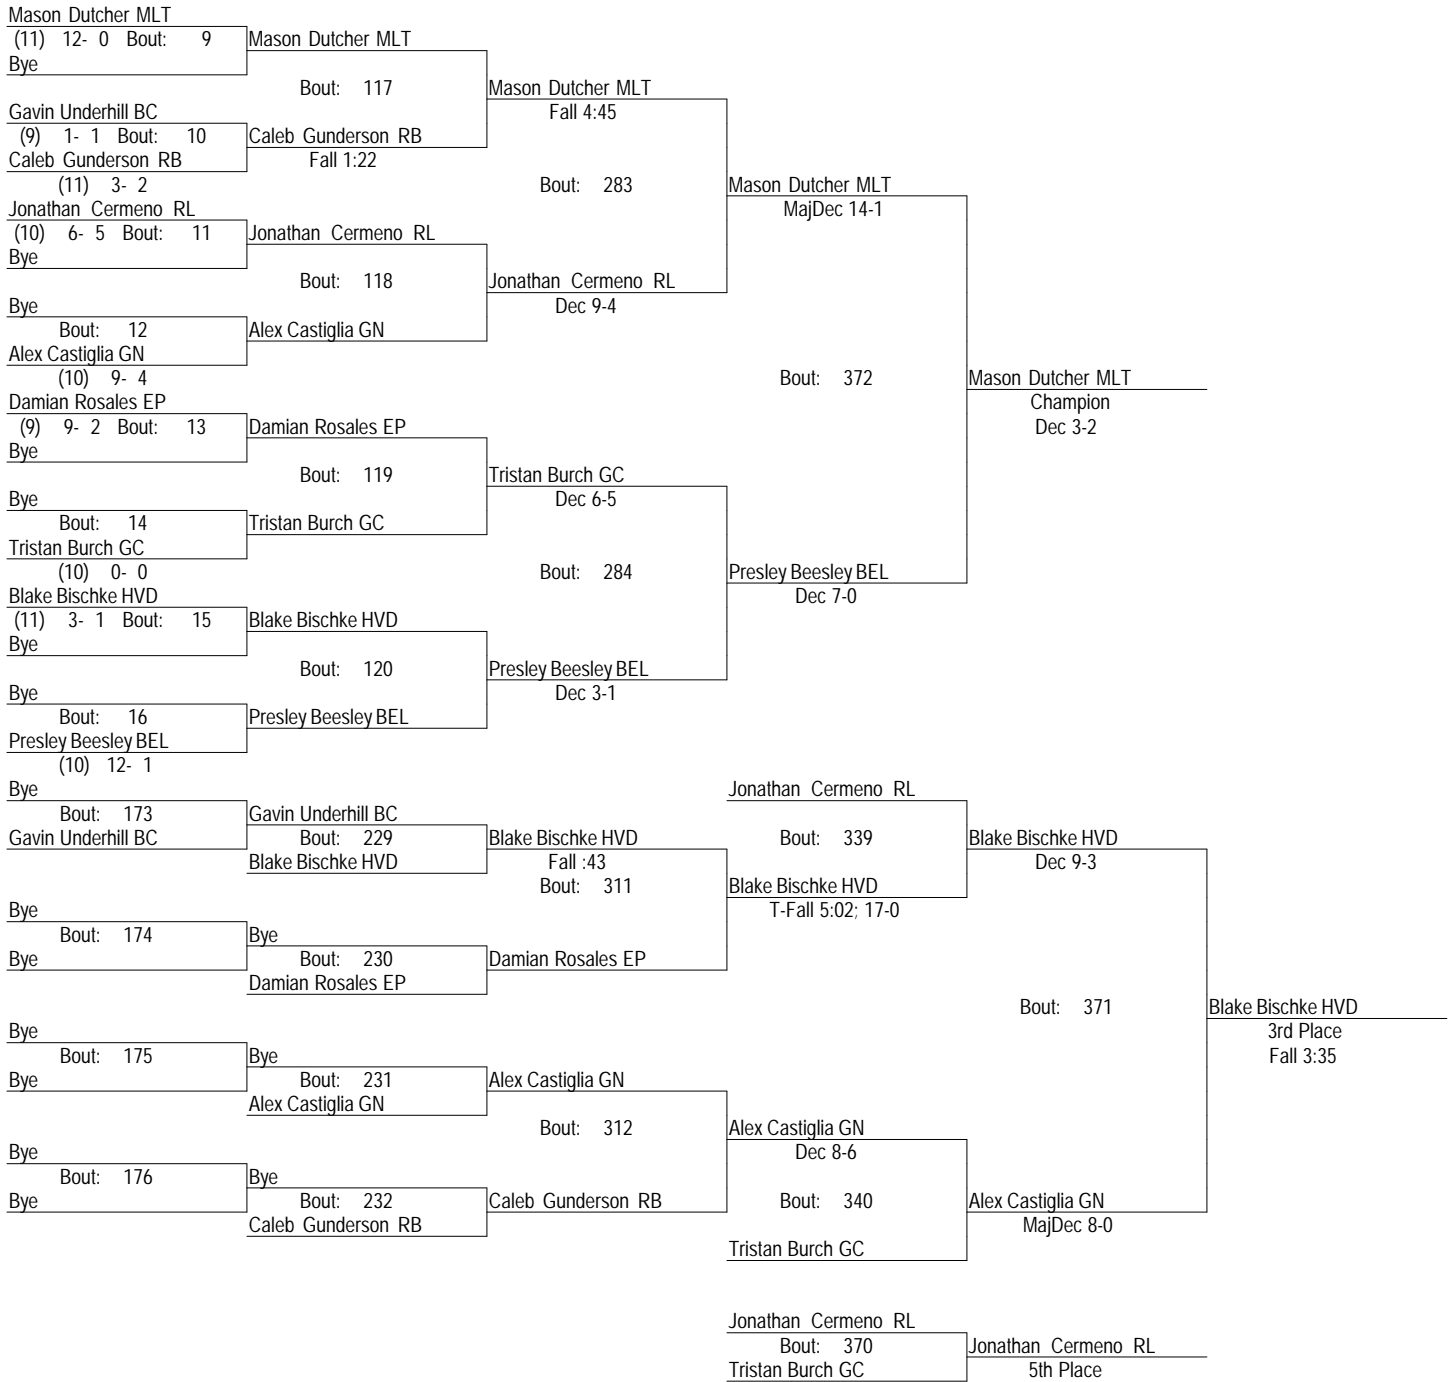 Mason Dutcher MLT
(11) 12- 0 Bout: 9 Mason Dutcher MLT
Bye
Bout: 117 Mason Dutcher MLT
Gavin Underhill BC Fall 4:45
(9) 1- 1 Bout: 10 Caleb Gunderson RB
Caleb Gunderson RB Fall 1:22
(11) 3- 2 Bout: 283 Mason Dutcher MLT
Jonathan Cermeno RL MajDec 14-1
(10) 6- 5 Bout: 11 Jonathan Cermeno RL
Bye
Bout: 118 Jonathan Cermeno RL
Bye Dec 9-4
Bout: 12 Alex Castiglia GN
Alex Castiglia GN
(10) 9- 4 Bout: 372 Mason Dutcher MLT
Damian Rosales EP Champion
(9) 9- 2 Bout: 13 Damian Rosales EP Dec 3-2
Bye
Bout: 119 Tristan Burch GC
Bye Dec 6-5
Bout: 14 Tristan Burch GC
Tristan Burch GC
(10) 0- 0 Bout: 284 Presley Beesley BEL
Blake Bischke HVD Dec 7-0
(11) 3- 1 Bout: 15 Blake Bischke HVD
Bye
Bout: 120 Presley Beesley BEL
Bye Dec 3-1
Bout: 16 Presley Beesley BEL
Presley Beesley BEL
(10) 12- 1
Bye Jonathan Cermeno RL
Bout: 173 Gavin Underhill BC
Gavin Underhill BC Bout: 229 Blake Bischke HVD Bout: 339 Blake Bischke HVD
Blake Bischke HVD Fall :43 Dec 9-3
Bout: 311 Blake Bischke HVD
Bye T-Fall 5:02; 17-0
Bout: 174 Bye
Bye Bout: 230 Damian Rosales EP
Damian Rosales EP
Bout: 371 Blake Bischke HVD
Bye 3rd Place
Bout: 175 Bye Fall 3:35
Bye Bout: 231 Alex Castiglia GN
Alex Castiglia GN
Bout: 312 Alex Castiglia GN
Bye Dec 8-6
Bout: 176 Bye
Bye Bout: 232 Caleb Gunderson RB Bout: 340 Alex Castiglia GN
Caleb Gunderson RB MajDec 8-0
Tristan Burch GC
Jonathan Cermeno RL
Bout: 370 Jonathan Cermeno RL
Tristan Burch GC 5th Place